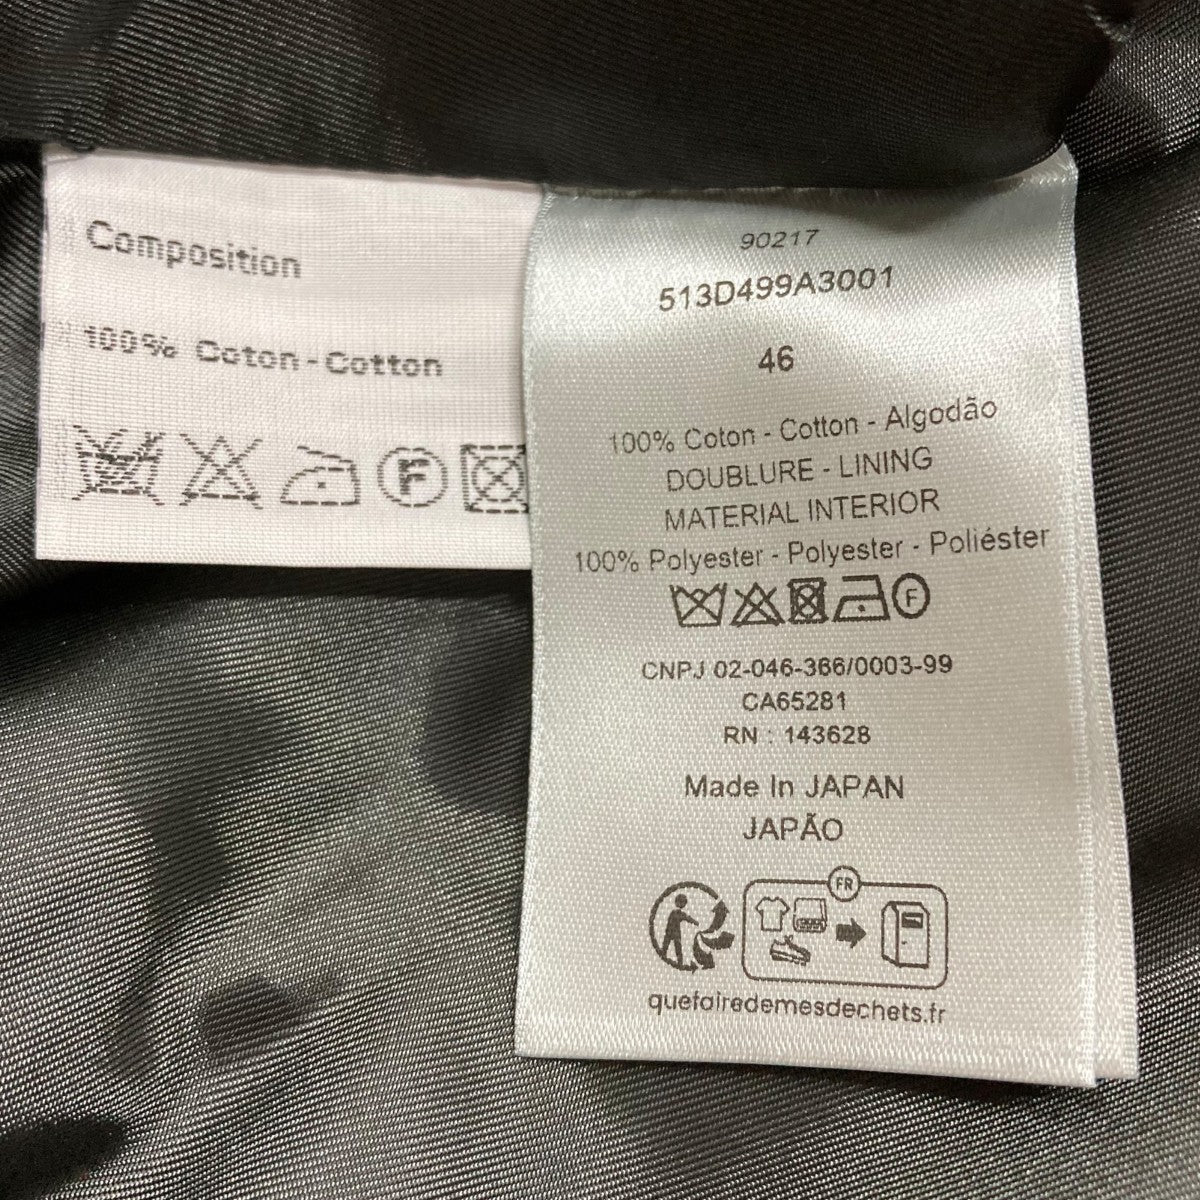 Composition
100% Coton - Cotton
F
90217
513D499A3001
46
100% Coton - Cotton - Algodão
DOUBLURE - LINING
MATERIAL INTERIOR
100% Polyester - Polyester - Poliéster
F
CNPJ 02-046-366/0003-99
CA65281
RN : 143628
Made In JAPAN
JAPÃO
FR
quefairedemesdechets.fr